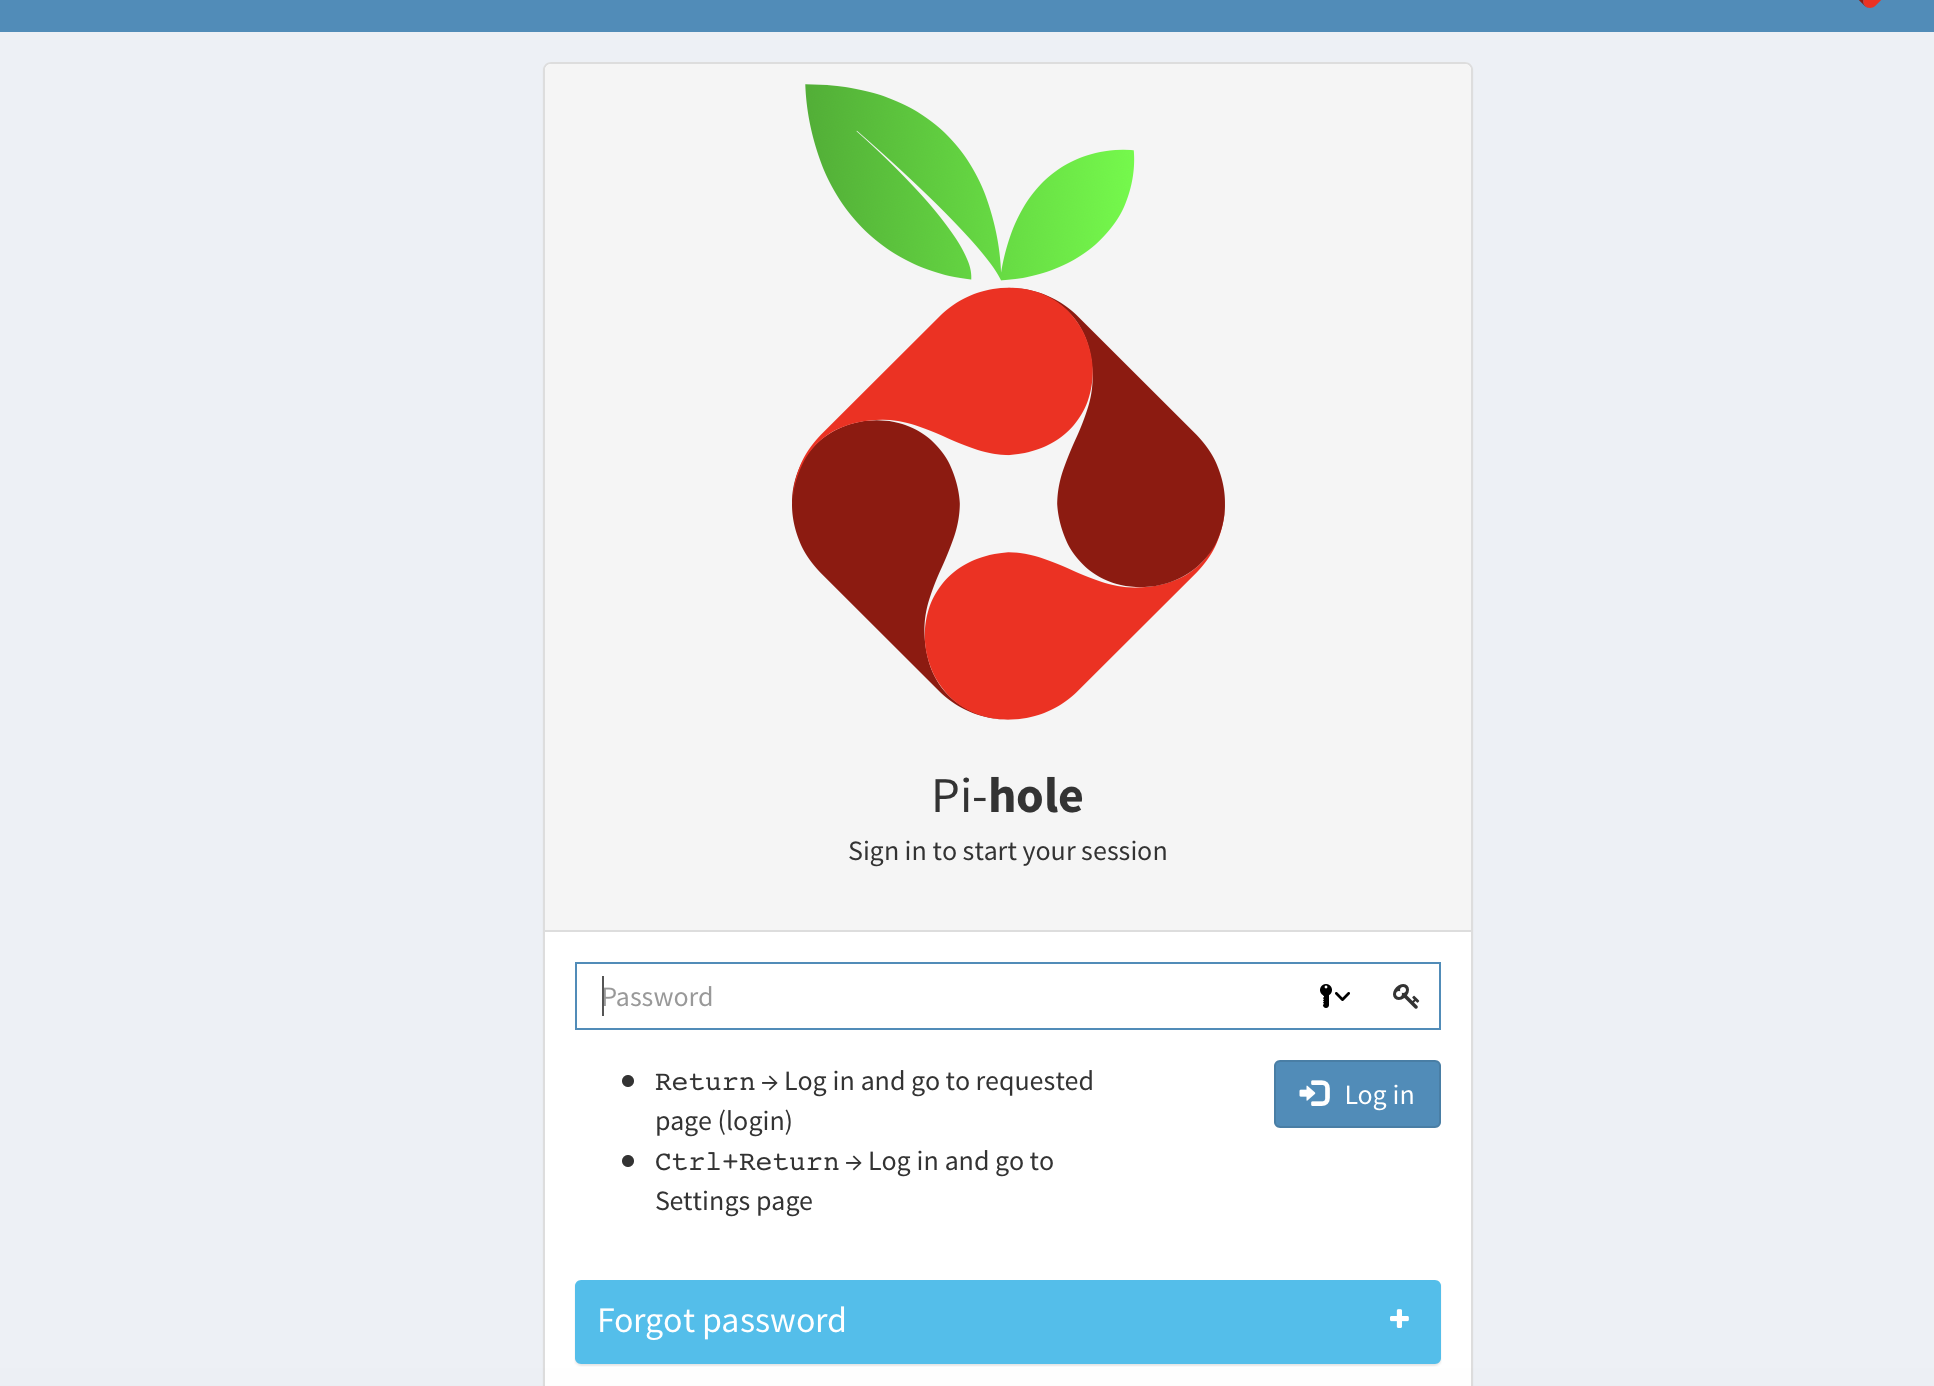 Pi-hole
Sign in to start your session
Password
Return → Log in and go to requested
page (login)
Log in
Ctrl+Return → Log in and go to
Settings page
Forgot password